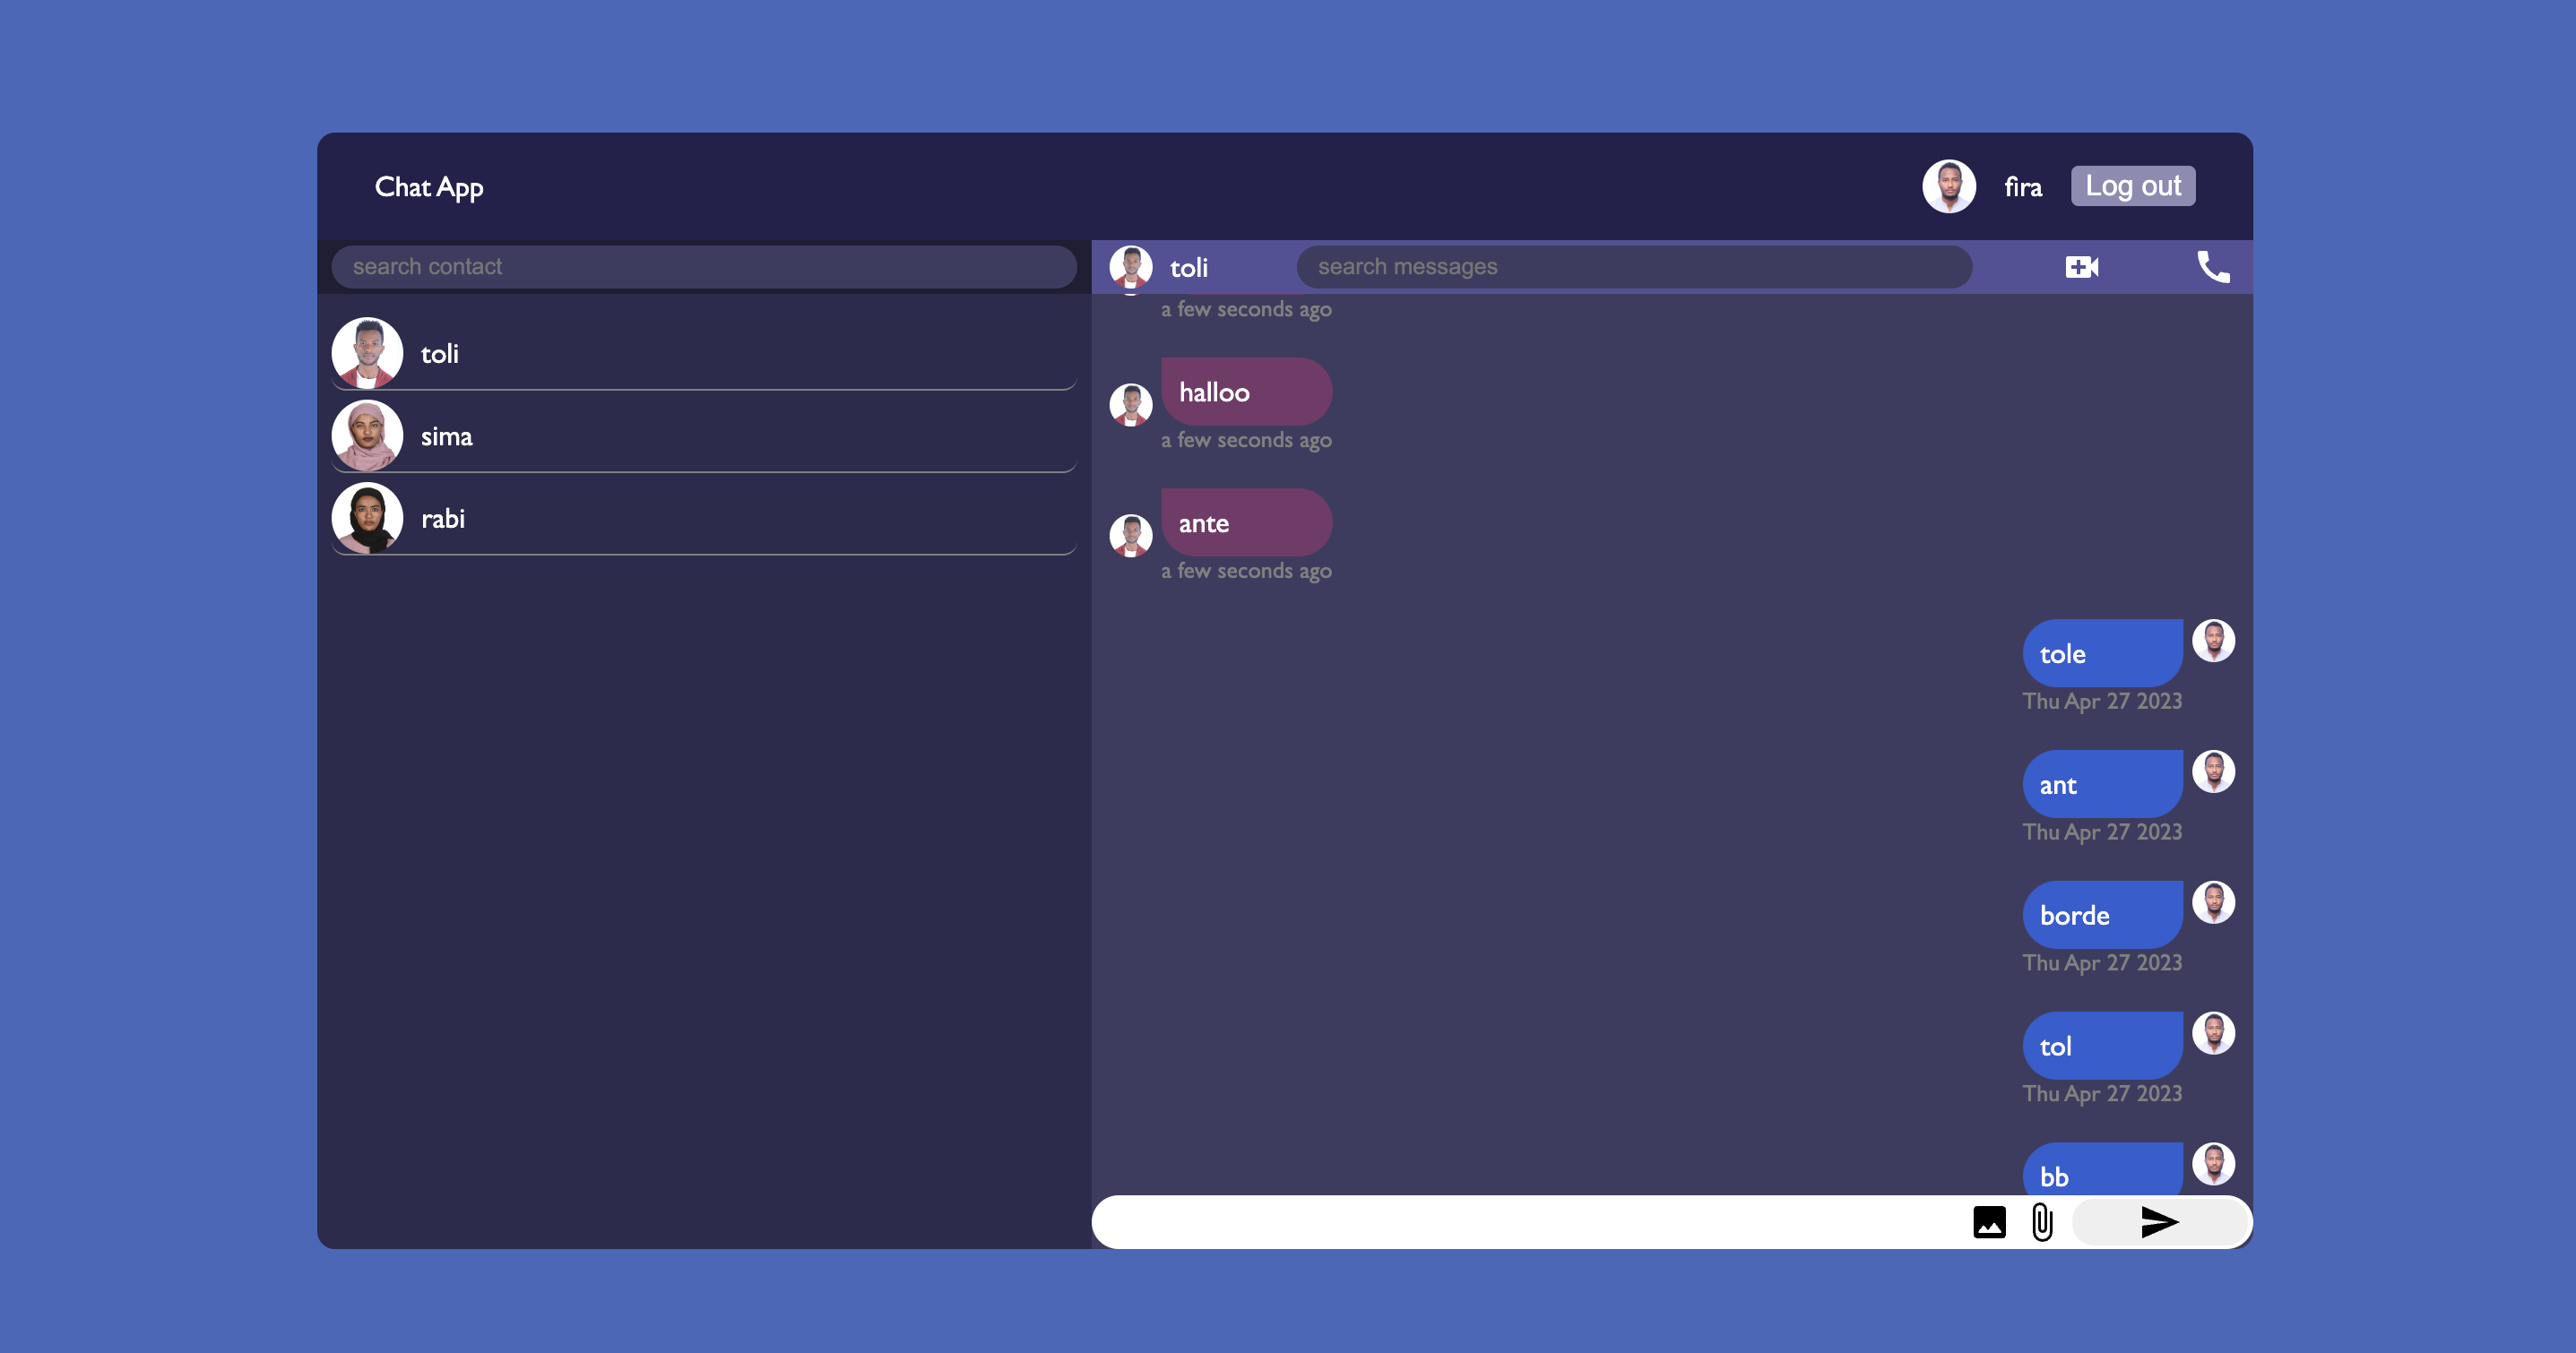 Chat App
fira
Log out
search contact
toli
search messages
toli
sima
rabi
a few seconds ago
halloo
a few seconds ago
ante
a few seconds ago
tole
Thu Apr 27 2023
ant
Thu Apr 27 2023
borde
Thu Apr 27 2023
tol
Thu Apr 27 2023
bb